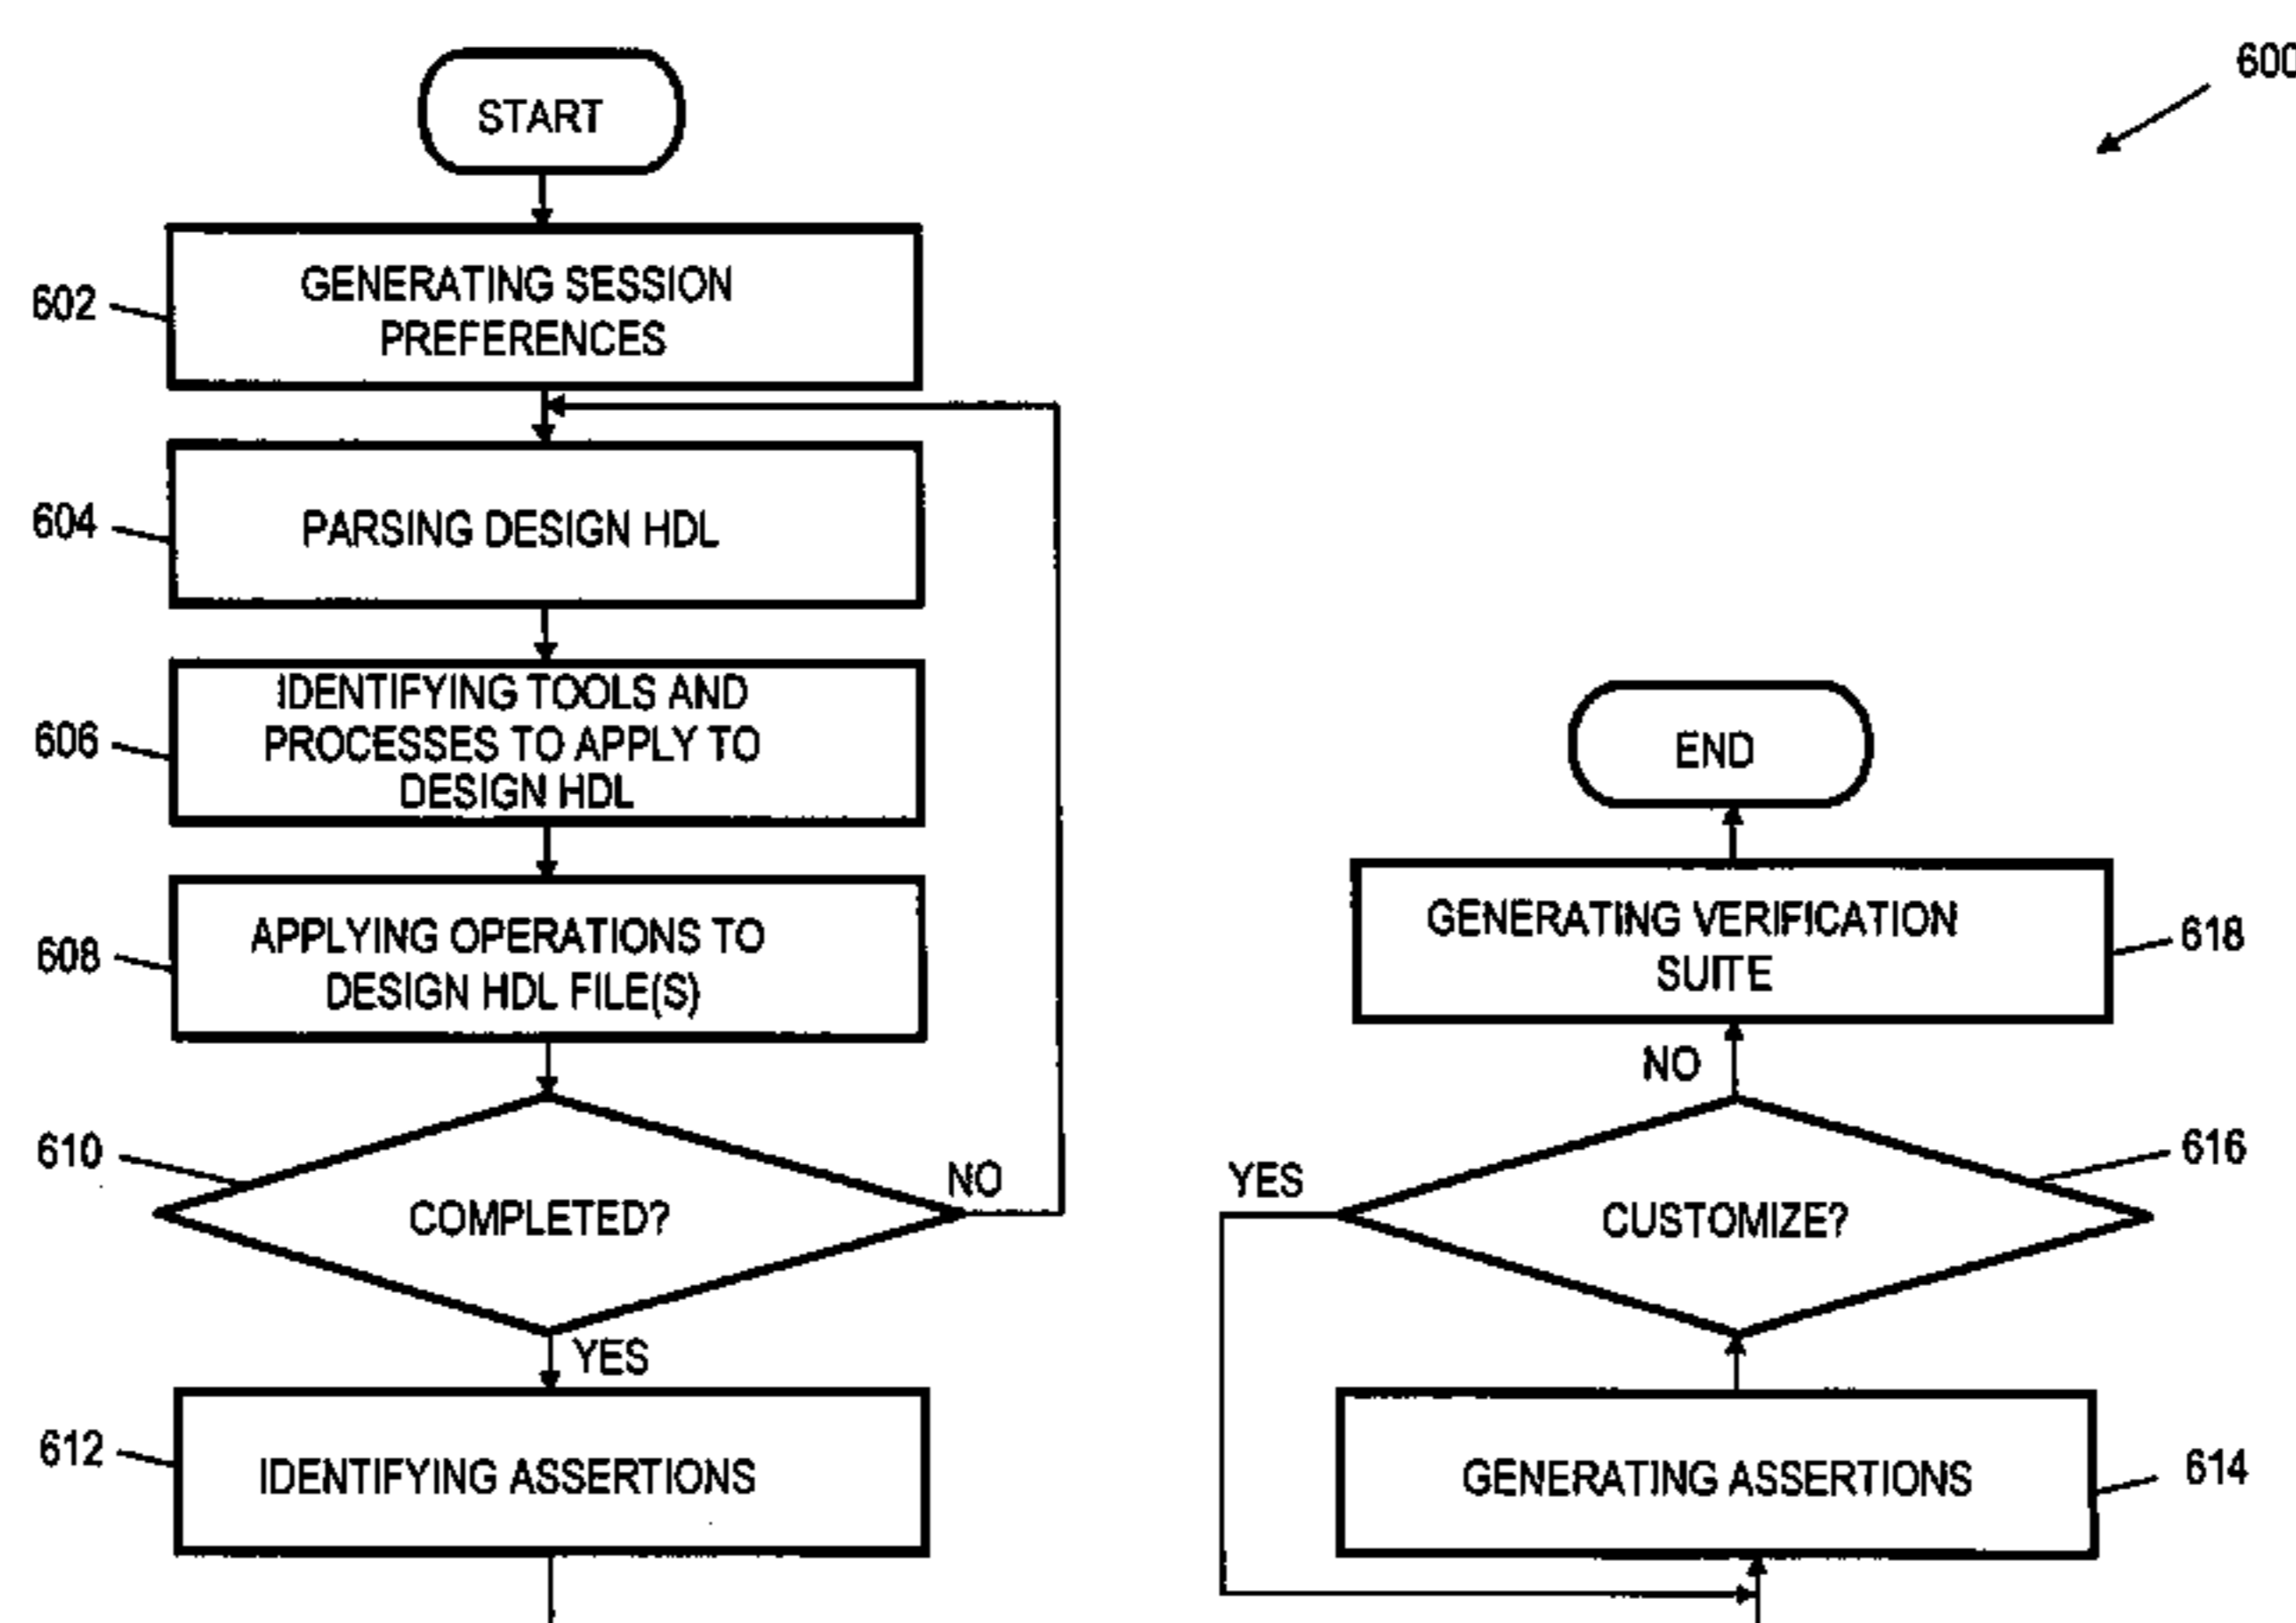 600
START
602
GENERATING SESSION
PREFERENCES
604
PARSING DESIGN HDL
606
IDENTIFYING TOOLS AND
PROCESSES TO APPLY TO
DESIGN HDL
608
APPLYING OPERATIONS TO
DESIGN HDL FILE(S)
610
COMPLETED?
NO
YES
612
IDENTIFYING ASSERTIONS
END
GENERATING VERIFICATION
SUITE
618
NO
YES
CUSTOMIZE?
616
GENERATING ASSERTIONS
614